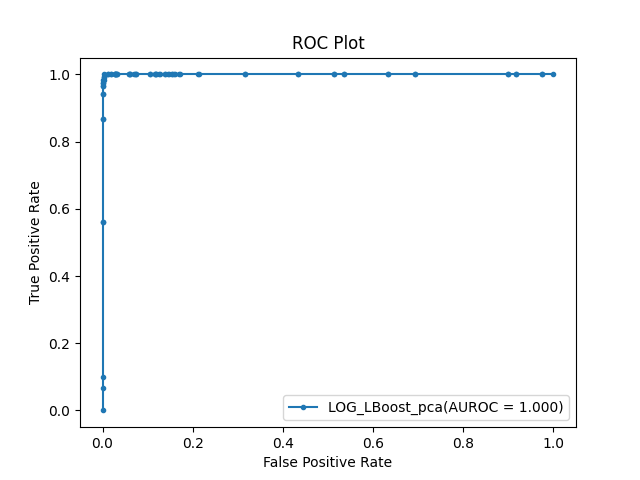 ROC Plot
1.0
0.8
0.6
0.4
0.2
0.0
True Positive Rate
LOG_LBoost_pca(AUROC = 1.000)
0.0 0.2 0.4 0.6 0.8 1.0
False Positive Rate